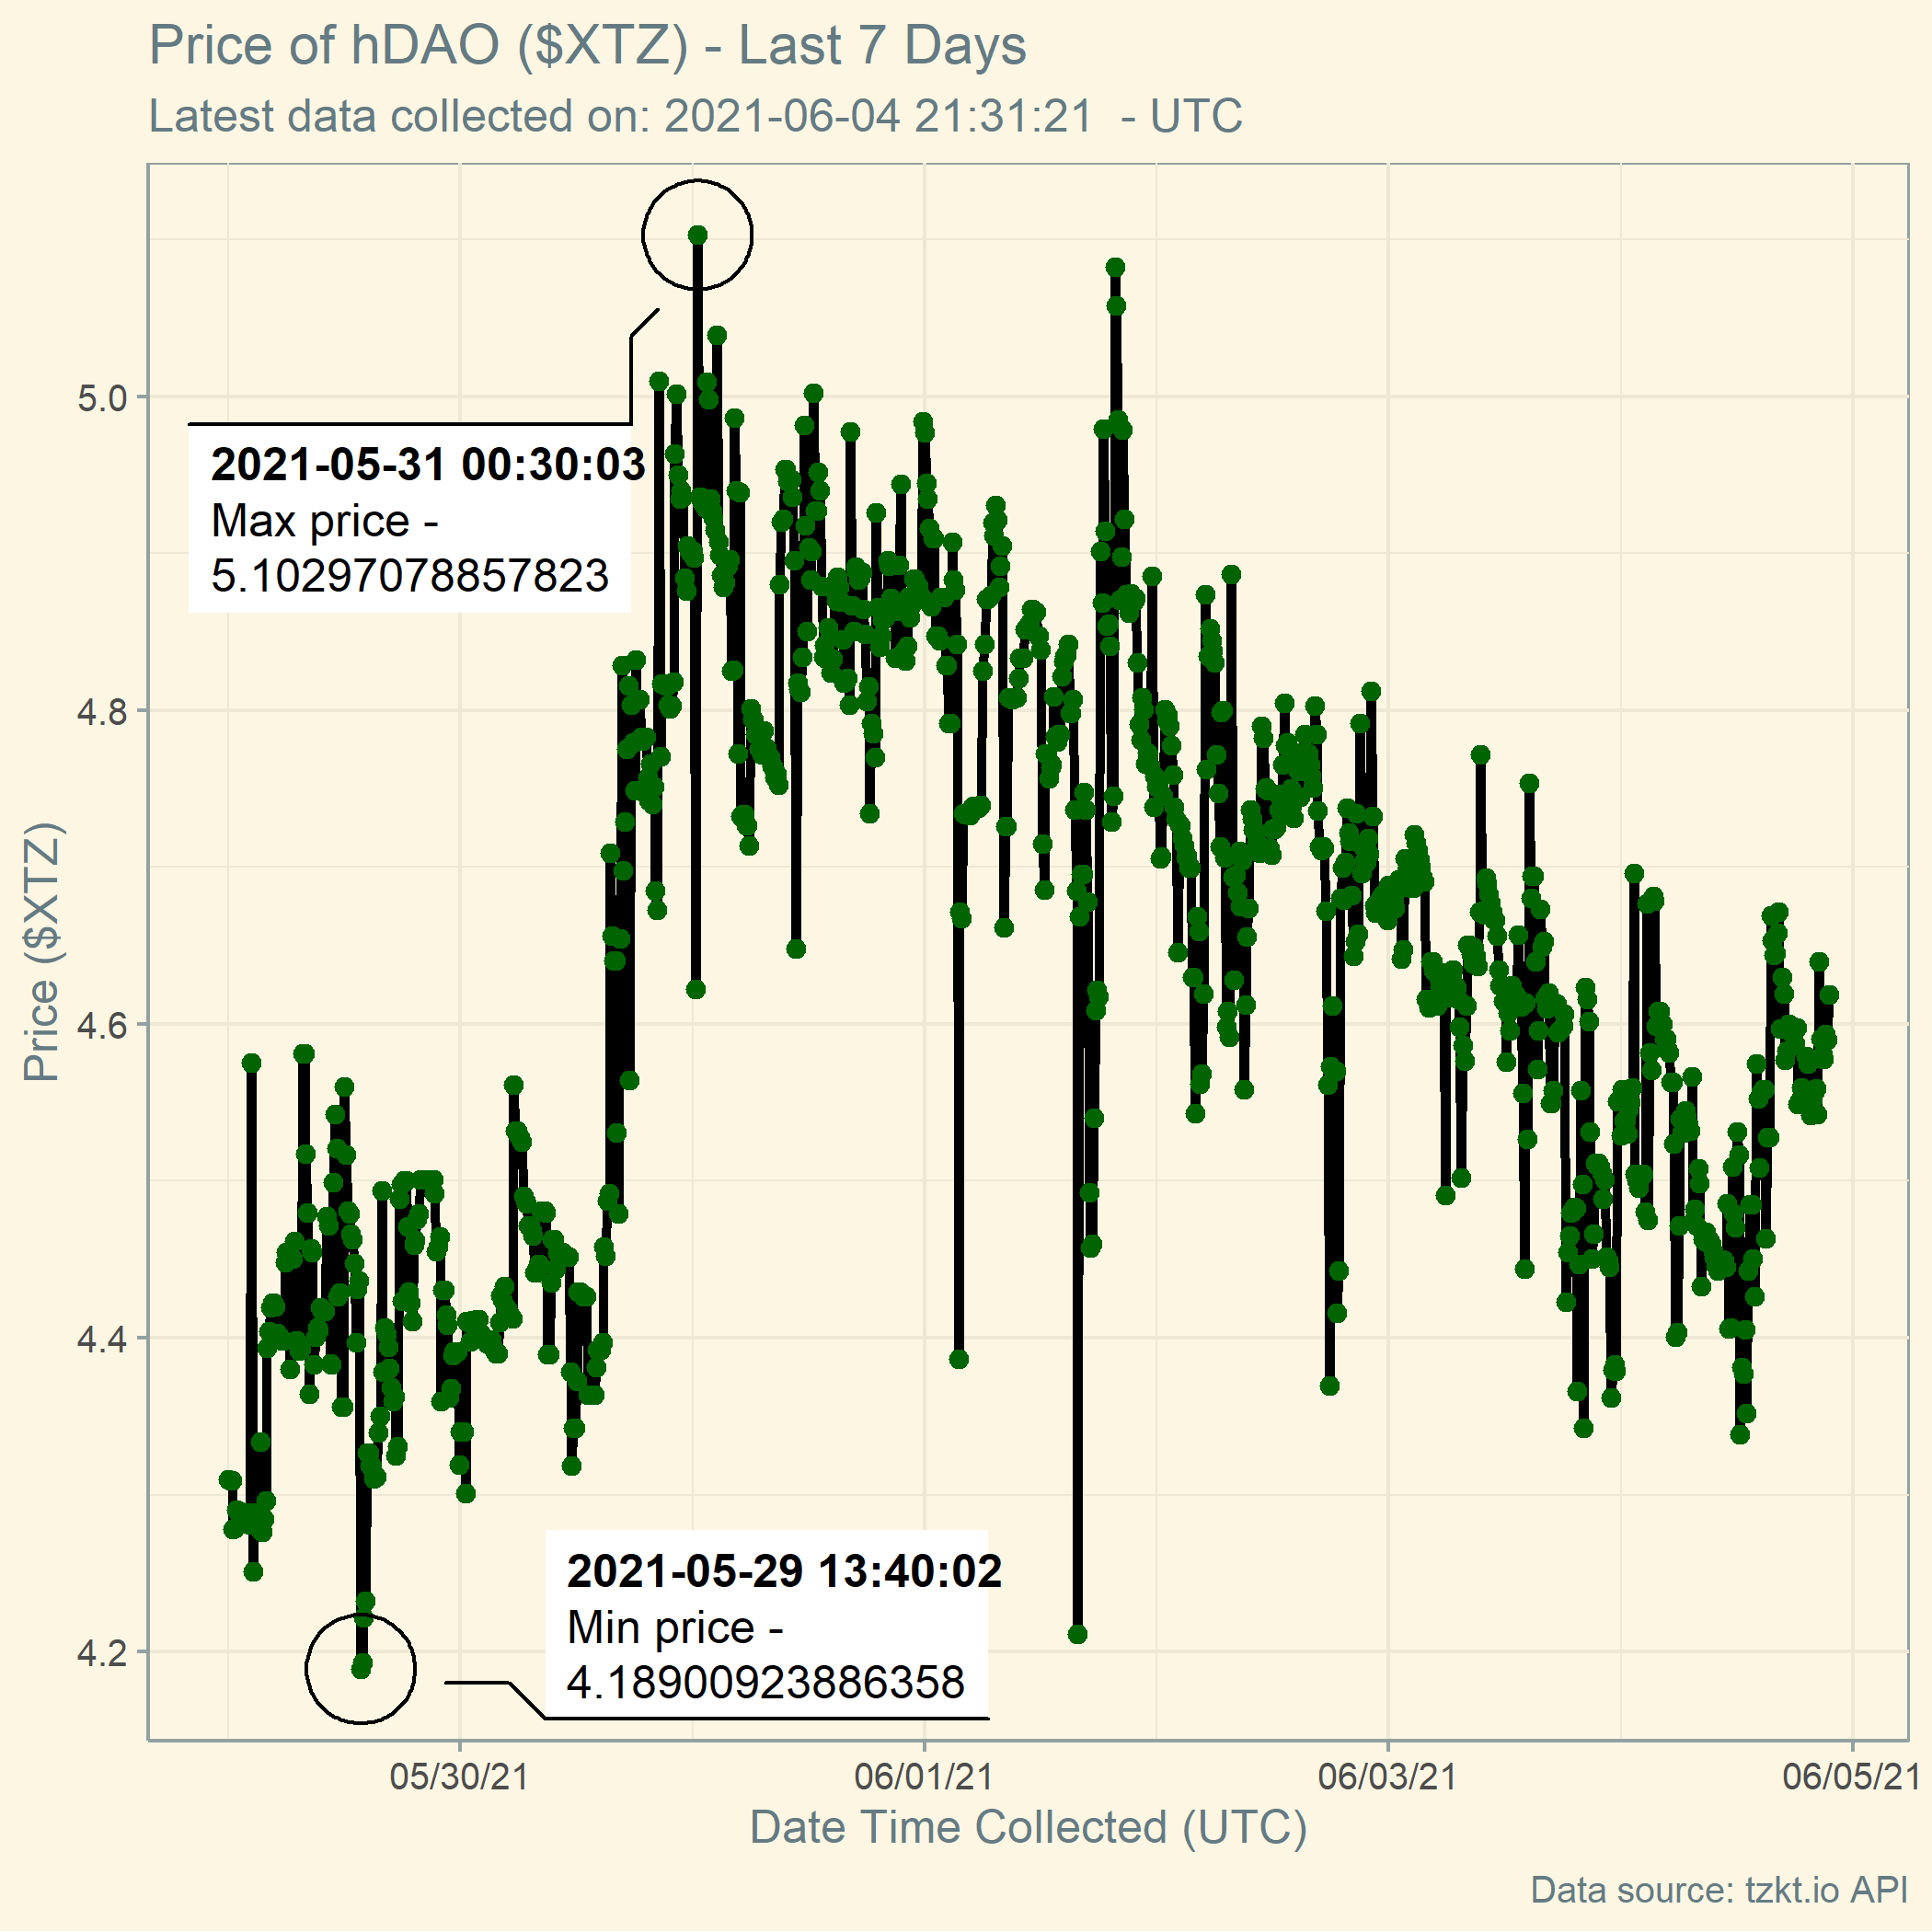 Price of hDAO ($XTZ) - Last 7 Days
Latest data collected on: 2021-06-04 21:31:21  - UTC
Price ($XTZ)
5.0
4.8
4.6
4.4
4.2
2021-05-31 00:30:03
Max price -
5.10297078857823
2021-05-29 13:40:02
Min price -
4.18900923886358
05/30/21
06/01/21
06/03/21
06/05/21
Date Time Collected (UTC)
Data source: tzkt.io API